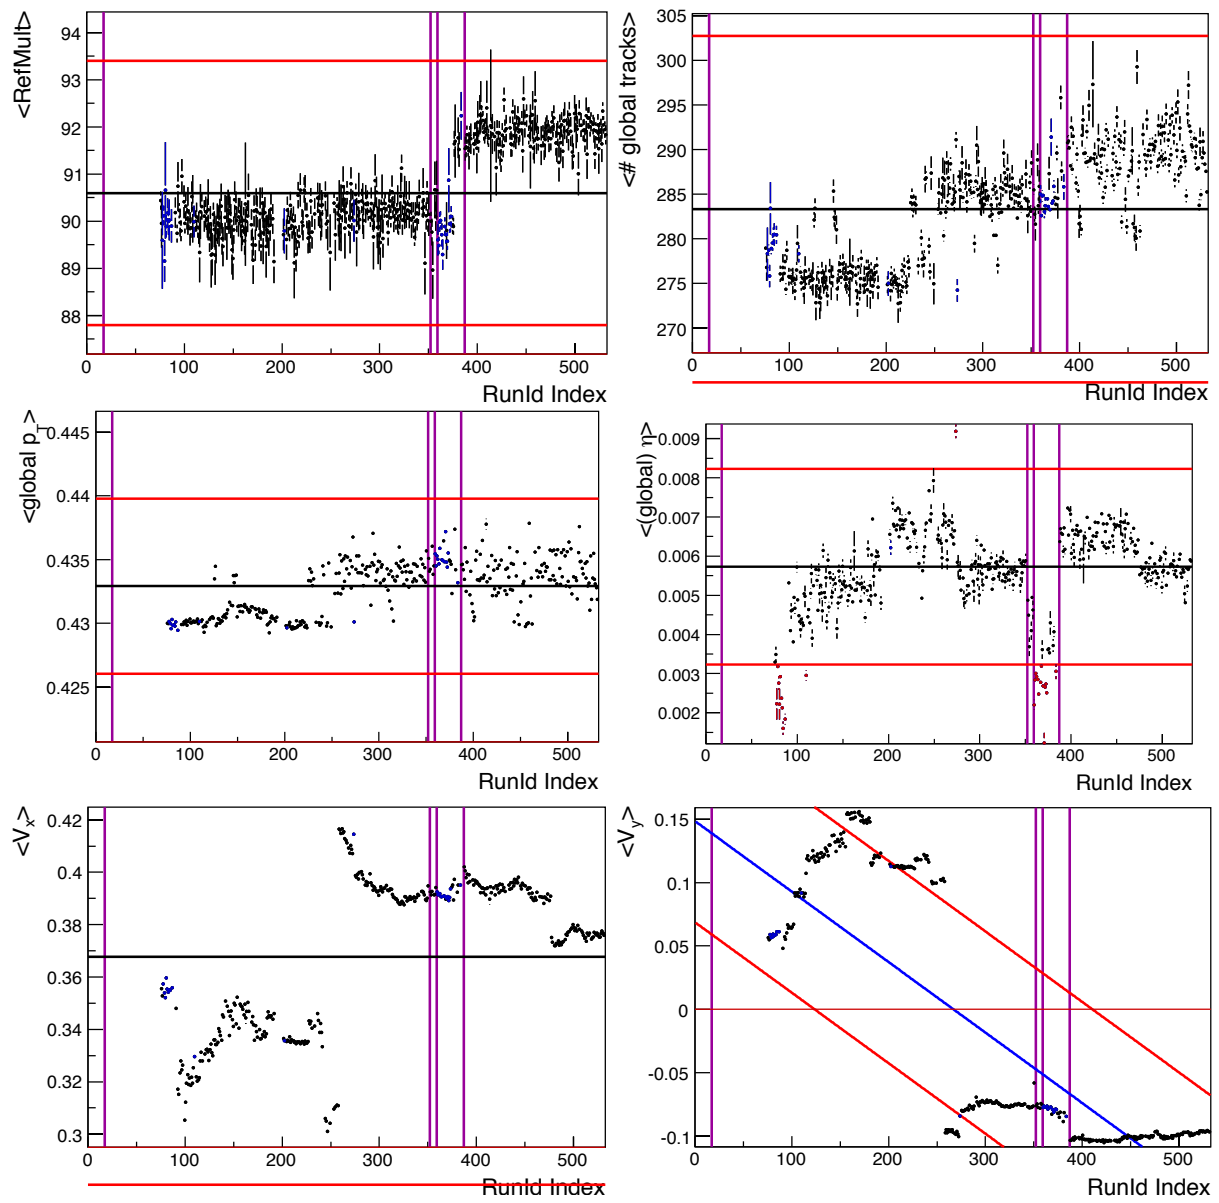 <RefMult>
94
93
92
91
90
89
88
0 100 200 300 400 500
RunId Index
<# global tracks>
305
300
295
290
285
280
275
270
0 100 200 300 400 500
RunId Index
<global p_T>
0.445
0.44
0.435
0.43
0.425
0 100 200 300 400 500
RunId Index
<(global) η>
0.009
0.008
0.007
0.006
0.005
0.004
0.003
0.002
0 100 200 300 400 500
RunId Index
<V_x>
0.42
0.4
0.38
0.36
0.34
0.32
0.3
0 100 200 300 400 500
RunId Index
<V_y>
0.15
0.1
0.05
0
-0.05
-0.1
0 100 200 300 400 500
RunId Index